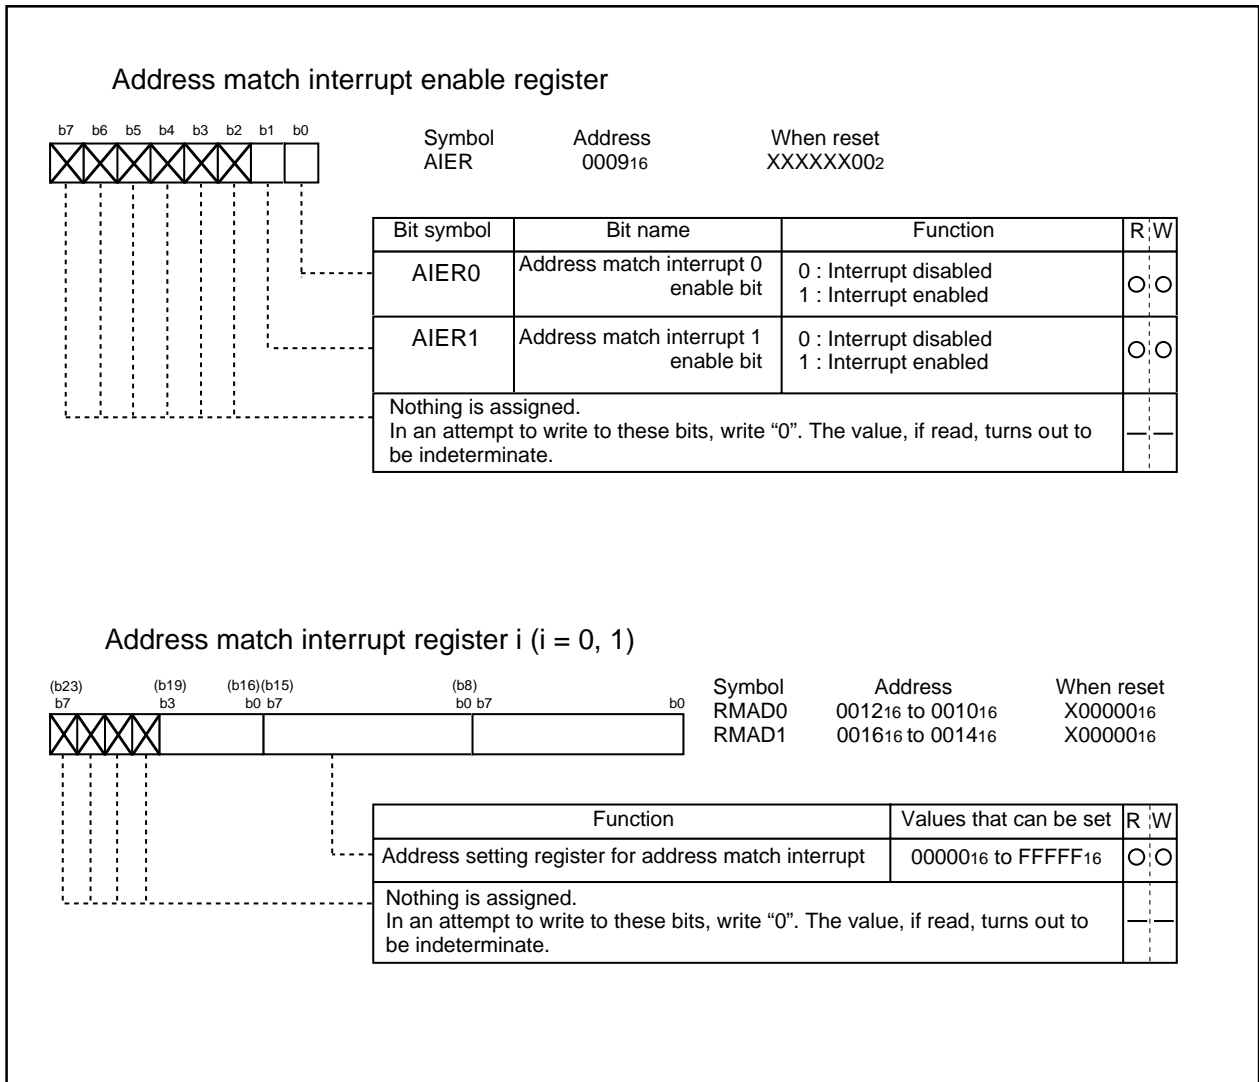 Address match interrupt enable register
b7 b6 b5 b4 b3 b2 b1 b0
Symbol Address When reset
AIER 000916 XXXXXX002
Bit symbol Bit name Function R W
AIER0 Address match interrupt 0 enable bit 0 : Interrupt disabled
1 : Interrupt enabled
AIER1 Address match interrupt 1 enable bit 0 : Interrupt disabled
1 : Interrupt enabled
Nothing is assigned.
In an attempt to write to these bits, write “0”. The value, if read, turns out to
be indeterminate.
Address match interrupt register i (i = 0, 1)
(b23) (b19) (b16)(b15) (b8)
b7 b3 b0 b7 b0 b7 b0
Symbol Address When reset
RMAD0 001216 to 001016 X0000016
RMAD1 001616 to 001416 X0000016
Function Values that can be set R W
Address setting register for address match interrupt 0000016 to FFFFF16
Nothing is assigned.
In an attempt to write to these bits, write “0”. The value, if read, turns out to
be indeterminate.